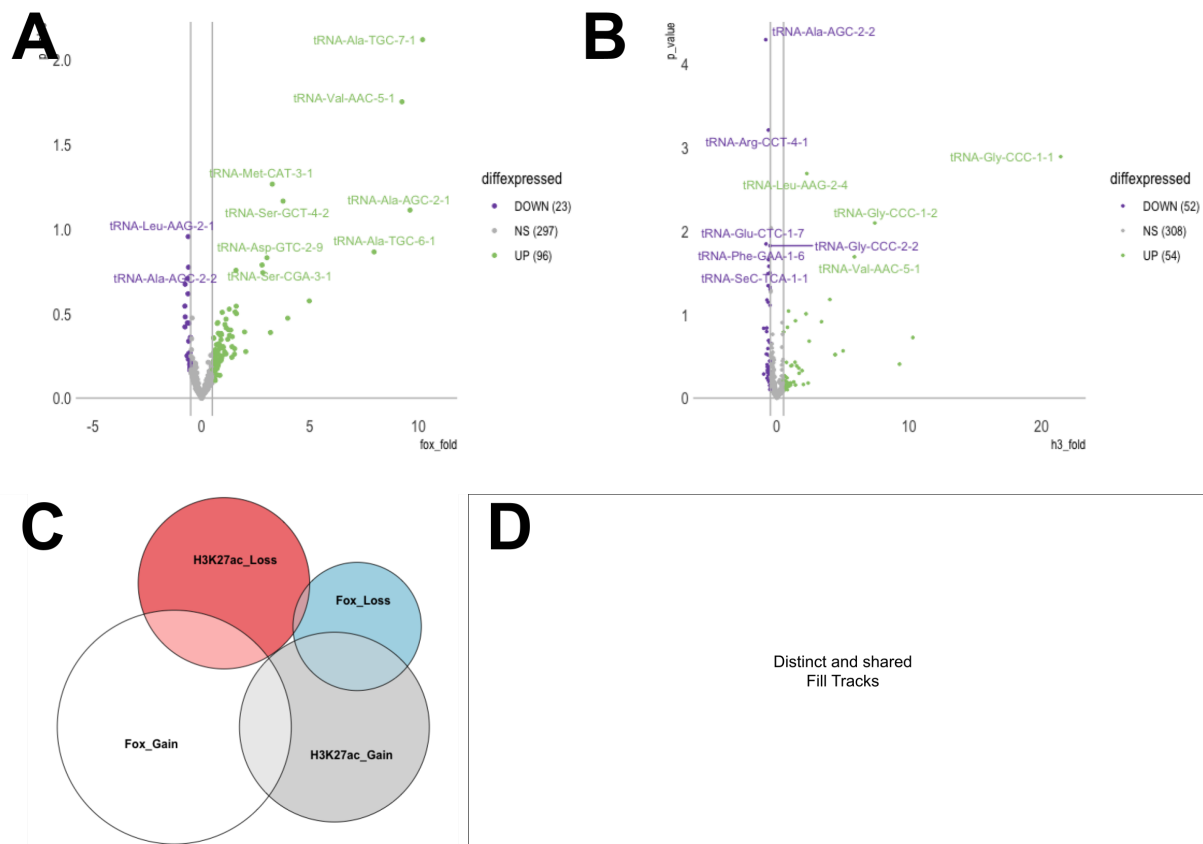 A
2.0
1.5
1.0
0.5
0.0
-5
0
5
10
fox_fold
tRNA-Ala-TGC-7-1
tRNA-Val-AAC-5-1
tRNA-Met-CAT-3-1
tRNA-Ala-AGC-2-1
tRNA-Ser-GCT-4-2
tRNA-Leu-AAG-2-1
tRNA-Ala-TGC-6-1
tRNA-Asp-GTC-2-9
tRNA-Ala-AGC-2-2
tRNA-Ser-CGA-3-1
diffexpressed
DOWN (23)
NS (297)
UP (96)
B
p_value
4
3
2
1
0
0
10
20
h3_fold
tRNA-Ala-AGC-2-2
tRNA-Arg-CCT-4-1
tRNA-Gly-CCC-1-1
tRNA-Leu-AAG-2-4
tRNA-Gly-CCC-1-2
tRNA-Glu-CTC-1-7
tRNA-Gly-CCC-2-2
tRNA-Phe-GAA-1-6
tRNA-Val-AAC-5-1
tRNA-SeC-TCA-1-1
diffexpressed
DOWN (52)
NS (308)
UP (54)
C
H3K27ac_Loss
Fox_Loss
Fox_Gain
H3K27ac_Gain
D
Distinct and shared
Fill Tracks